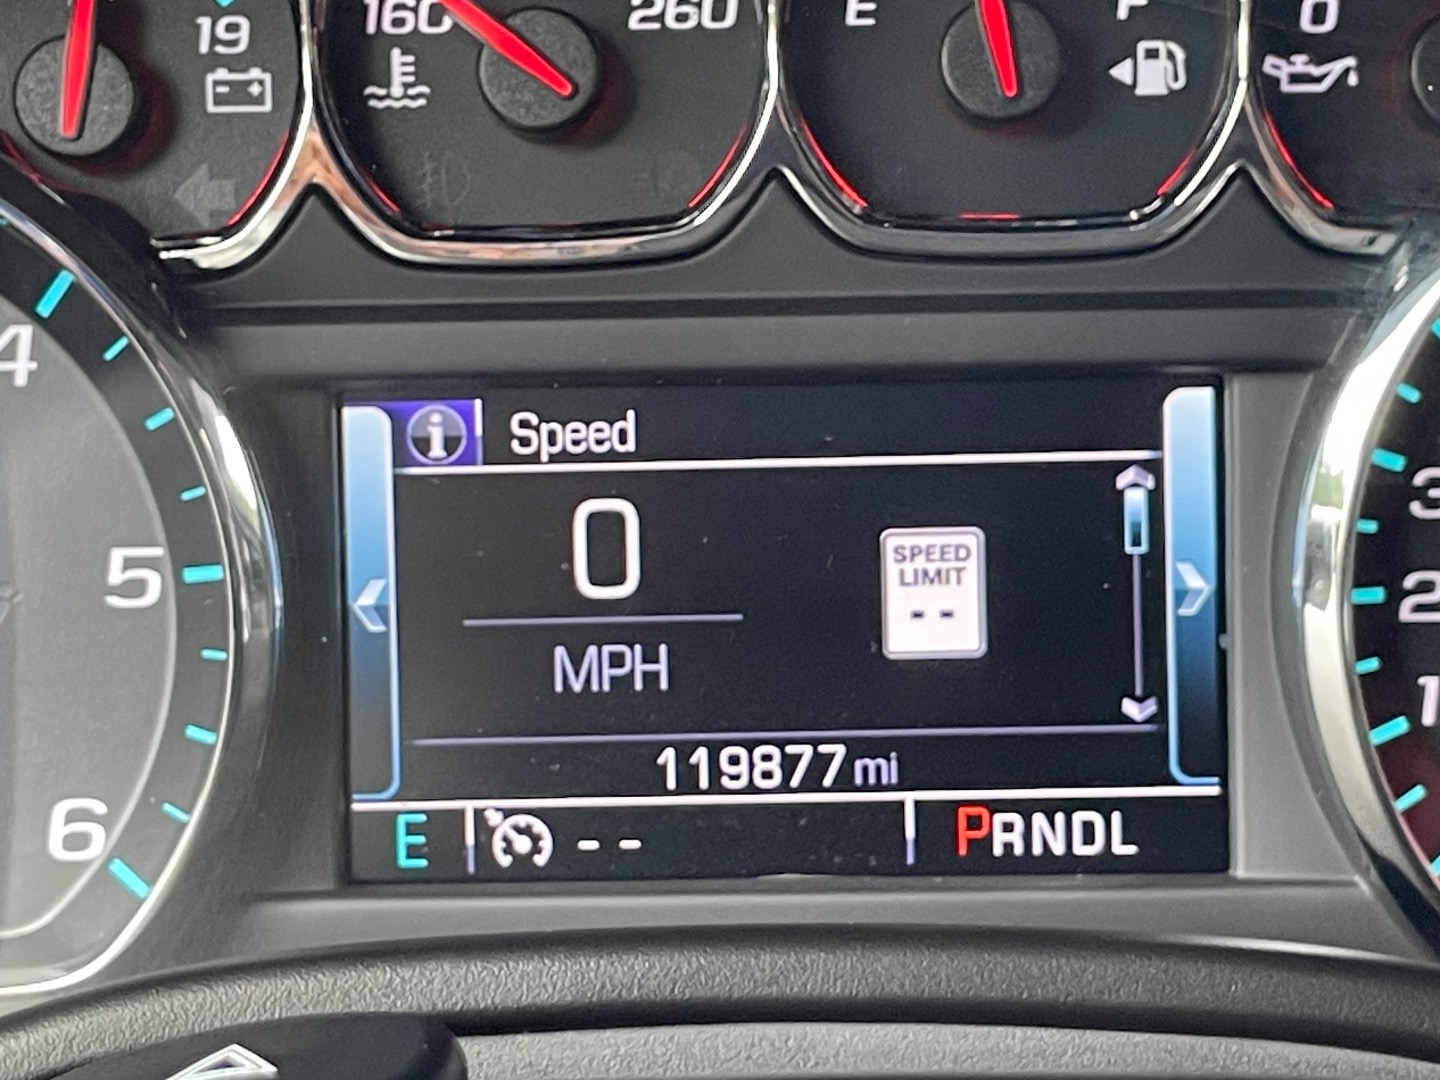 19
160
260
E
F
0
4
5
6
Speed
0
MPH
SPEED
LIMIT
--
119877 mi
E
--
PRNDL
3
2
1